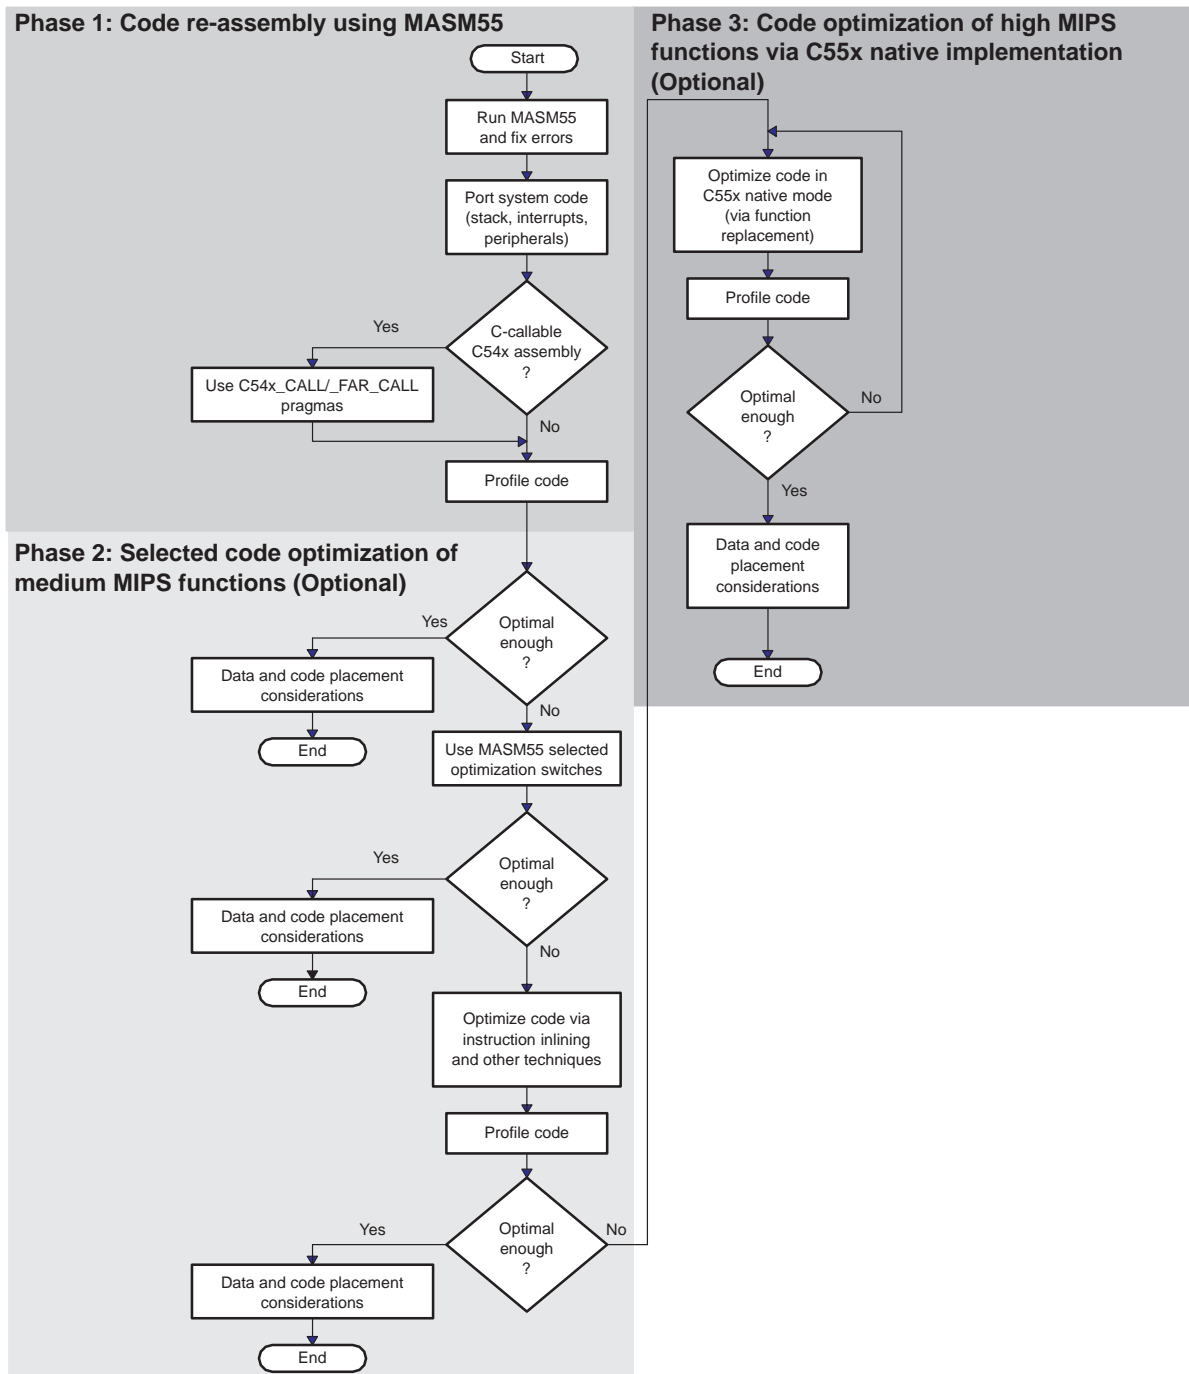 Phase 1: Code re-assembly using MASM55
Start
Run MASM55
and fix errors
Port system code
(stack, interrupts,
peripherals)
C-callable
C54x assembly
?
Yes
Use C54x_CALL/_FAR_CALL
pragmas
No
Profile code
Phase 2: Selected code optimization of
medium MIPS functions (Optional)
Optimal
enough
?
Yes
Data and code placement
considerations
End
No
Use MASM55 selected
optimization switches
Optimal
enough
?
Yes
Data and code placement
considerations
End
No
Optimize code via
instruction inlining
and other techniques
Profile code
Optimal
enough
?
Yes
No
Data and code placement
considerations
End
Phase 3: Code optimization of high MIPS
functions via C55x native implementation
(Optional)
Optimize code in
C55x native mode
(via function
replacement)
Profile code
Optimal
enough
?
No
Yes
Data and code
placement
considerations
End